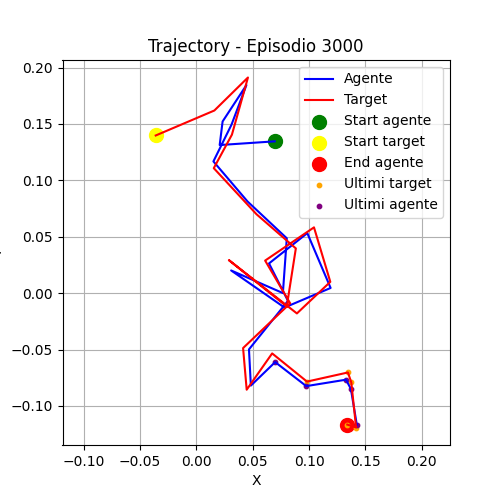 Trajectory - Episodio 3000
Agente
Target
Start agente
Start target
End agente
Ultimi target
Ultimi agente
0.20
0.15
0.10
0.05
0.00
−0.05
−0.10
−0.10 −0.05 0.00 0.05 0.10 0.15 0.20
X